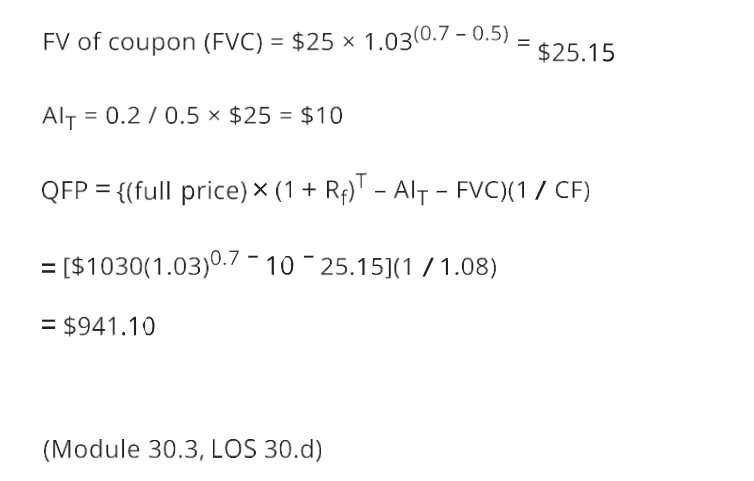 FV of coupon (FVC) = $25 × 1.03^(0.7 – 0.5) = $25.15
AI_T = 0.2 / 0.5 × $25 = $10
QFP = {(full price) × (1 + R_f)^T – AI_T – FVC)(1 / CF)
= [$1030(1.03)^0.7 – 10 – 25.15](1 / 1.08)
= $941.10
(Module 30.3, LOS 30.d)